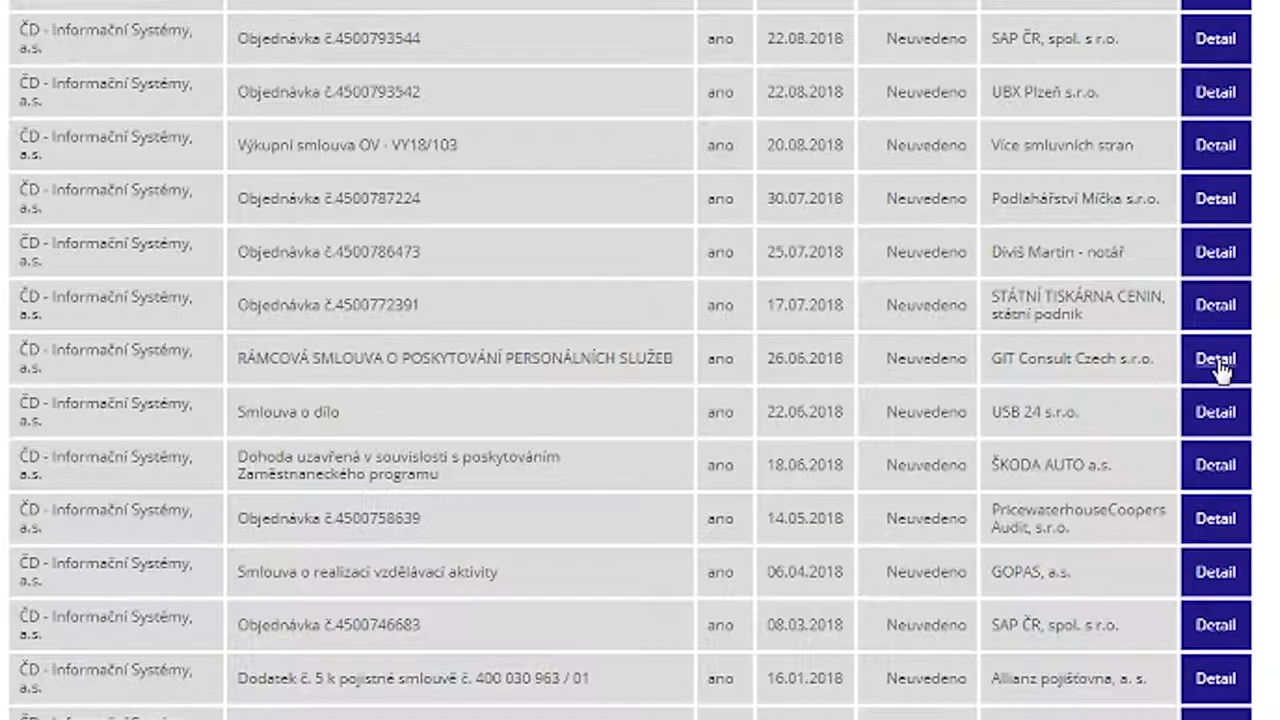 ČD - Informační Systémy,
a.s.
Objednávka č.4500793544 ano 22.08.2018 Neuvedeno SAP ČR, spol. s r.o. Detail
ČD - Informační Systémy,
a.s.
Objednávka č.4500793542 ano 22.08.2018 Neuvedeno UBX Plzeň s.r.o. Detail
ČD - Informační Systémy,
a.s.
Výkupní smlouva OV - VY18/103 ano 20.08.2018 Neuvedeno Více smluvních stran Detail
ČD - Informační Systémy,
a.s.
Objednávka č.4500787224 ano 30.07.2018 Neuvedeno Podlahářství Míčka s.r.o. Detail
ČD - Informační Systémy,
a.s.
Objednávka č.4500786473 ano 25.07.2018 Neuvedeno Diviš Martin - notář Detail
ČD - Informační Systémy,
a.s.
Objednávka č.4500772391 ano 17.07.2018 Neuvedeno STÁTNÍ TISKÁRNA CENIN,
státní podnik
Detail
ČD - Informační Systémy,
a.s.
RÁMCOVÁ SMLOUVA O POSKYTOVÁNÍ PERSONÁLNÍCH SLUŽEB ano 26.06.2018 Neuvedeno GIT Consult Czech s.r.o. Detail
ČD - Informační Systémy,
a.s.
Smlouva o dílo ano 22.06.2018 Neuvedeno USB 24 s.r.o. Detail
ČD - Informační Systémy,
a.s.
Dohoda uzavřená v souvislosti s poskytováním
Zaměstnaneckého programu
ano 18.06.2018 Neuvedeno ŠKODA AUTO a.s. Detail
ČD - Informační Systémy,
a.s.
Objednávka č.4500758639 ano 14.05.2018 Neuvedeno PricewaterhouseCoopers
Audit, s.r.o.
Detail
ČD - Informační Systémy,
a.s.
Smlouva o realizaci vzdělávací aktivity ano 06.04.2018 Neuvedeno GOPAS, a.s. Detail
ČD - Informační Systémy,
a.s.
Objednávka č.4500746683 ano 08.03.2018 Neuvedeno SAP ČR, spol. s r.o. Detail
ČD - Informační Systémy,
a.s.
Dodatek č. 5 k pojistné smlouvě č. 400 030 963 / 01 ano 16.01.2018 Neuvedeno Allianz pojišťovna, a. s. Detail